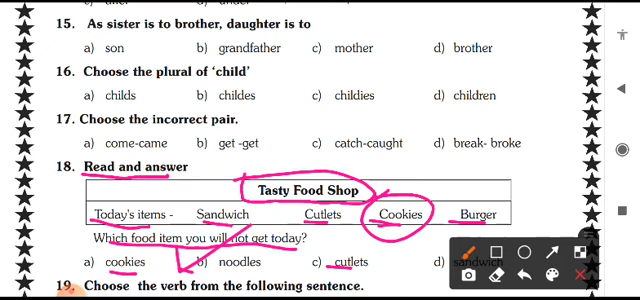 15. As sister is to brother, daughter is to
a) son b) grandfather c) mother d) brother
16. Choose the plural of 'child'
a) childs b) childes c) childies d) children
17. Choose the incorrect pair.
a) come-came b) get -get c) catch-caught d) break- broke
18. Read and answer
Tasty Food Shop
Today's items - Sandwich Cutlets Cookies Burger
Which food item you will not get today?
a) cookies b) noodles c) cutlets d) sandwich
19. Choose the verb from the following sentence.